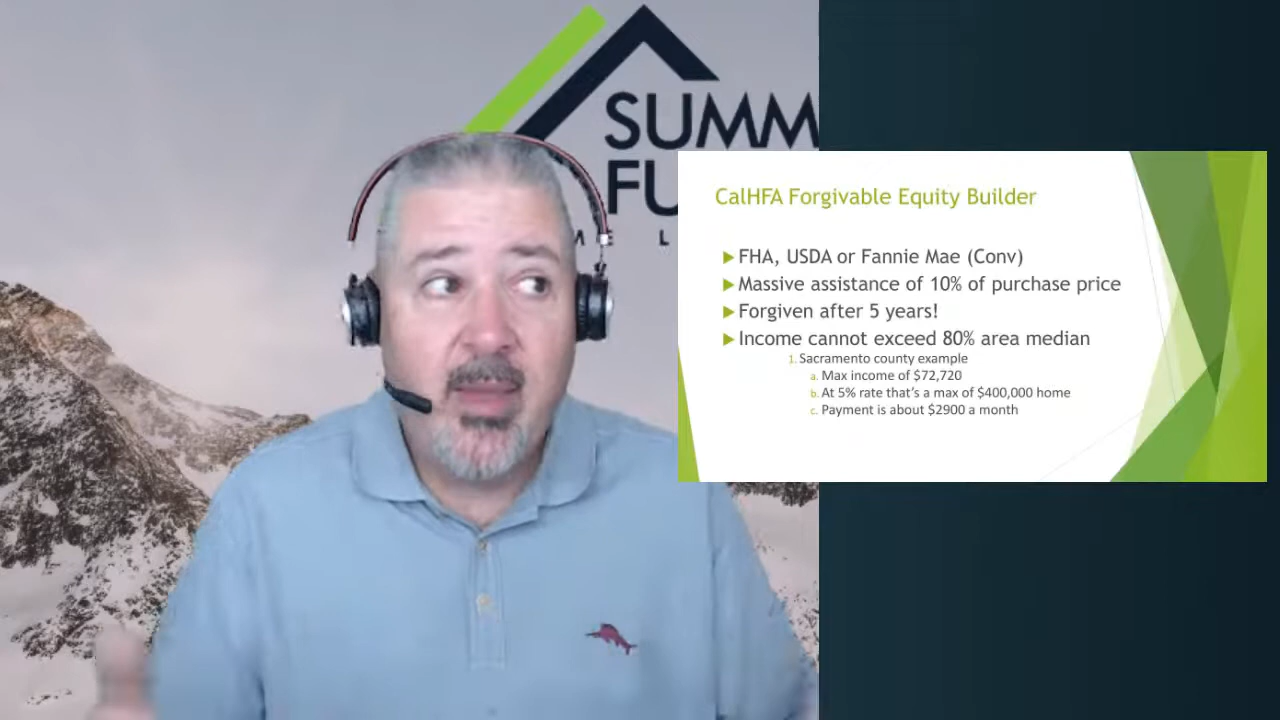 SUMM
FU
L
CalHFA Forgivable Equity Builder
FHA, USDA or Fannie Mae (Conv)
Massive assistance of 10% of purchase price
Forgiven after 5 years!
Income cannot exceed 80% area median
1. Sacramento county example
a. Max income of $72,720
b. At 5% rate that's a max of $400,000 home
c. Payment is about $2900 a month